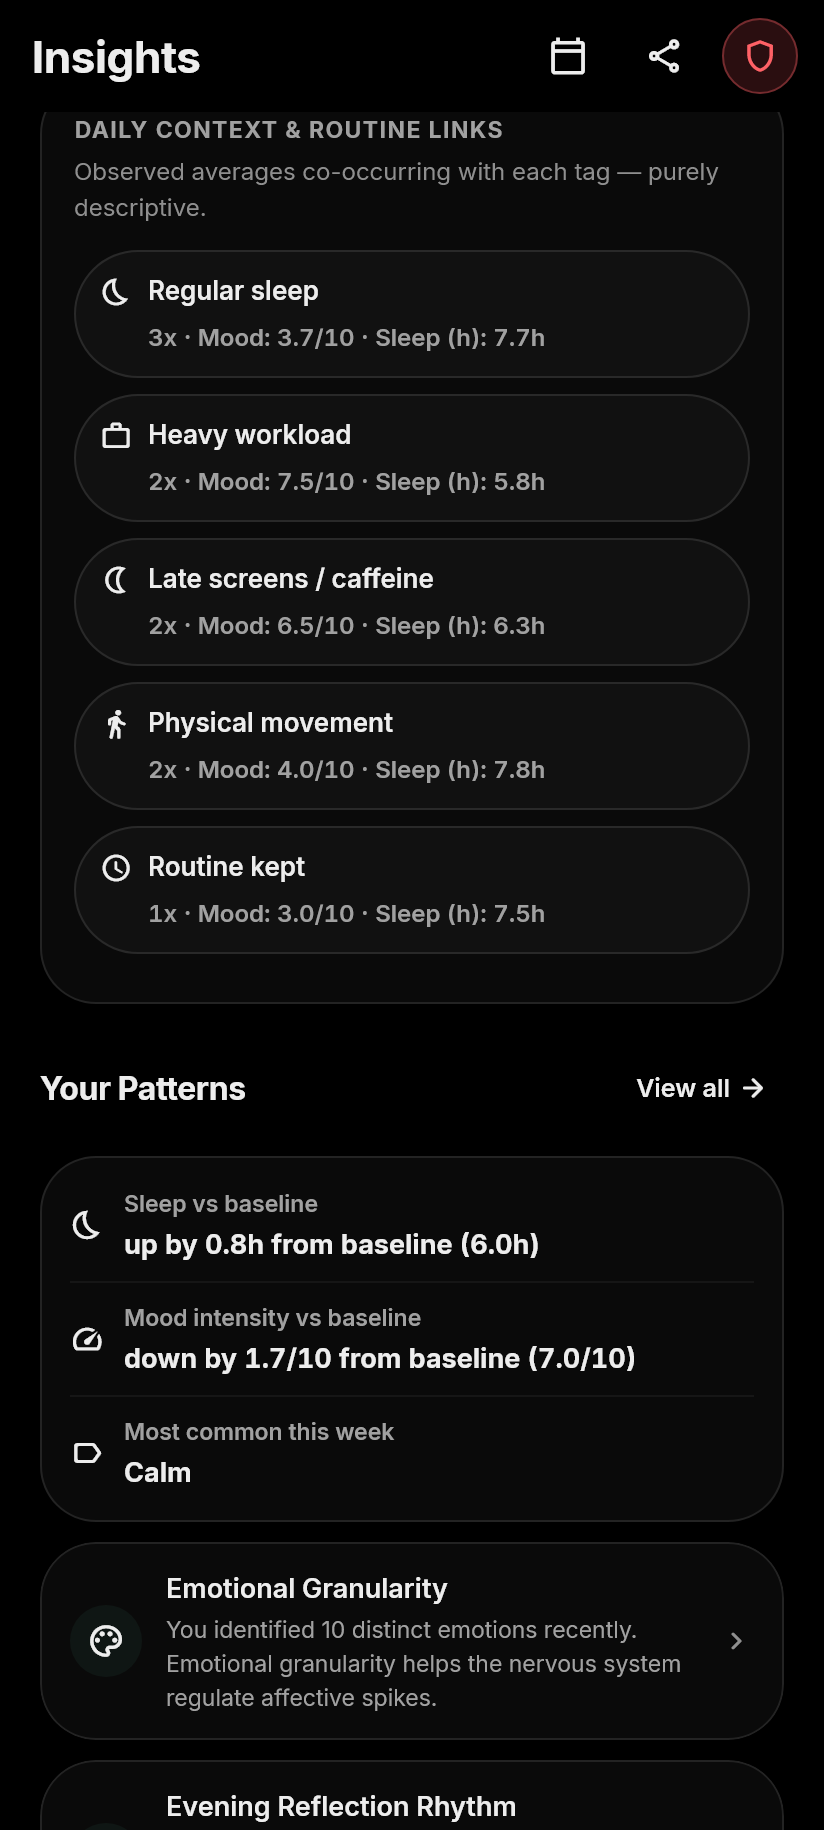 Insights
DAILY CONTEXT & ROUTINE LINKS
Observed averages co-occurring with each tag — purely
descriptive.
Regular sleep
3x · Mood: 3.7/10 · Sleep (h): 7.7h
Heavy workload
2x · Mood: 7.5/10 · Sleep (h): 5.8h
Late screens / caffeine
2x · Mood: 6.5/10 · Sleep (h): 6.3h
Physical movement
2x · Mood: 4.0/10 · Sleep (h): 7.8h
Routine kept
1x · Mood: 3.0/10 · Sleep (h): 7.5h
Your Patterns
View all
Sleep vs baseline
up by 0.8h from baseline (6.0h)
Mood intensity vs baseline
down by 1.7/10 from baseline (7.0/10)
Most common this week
Calm
Emotional Granularity
You identified 10 distinct emotions recently.
Emotional granularity helps the nervous system
regulate affective spikes.
Evening Reflection Rhythm